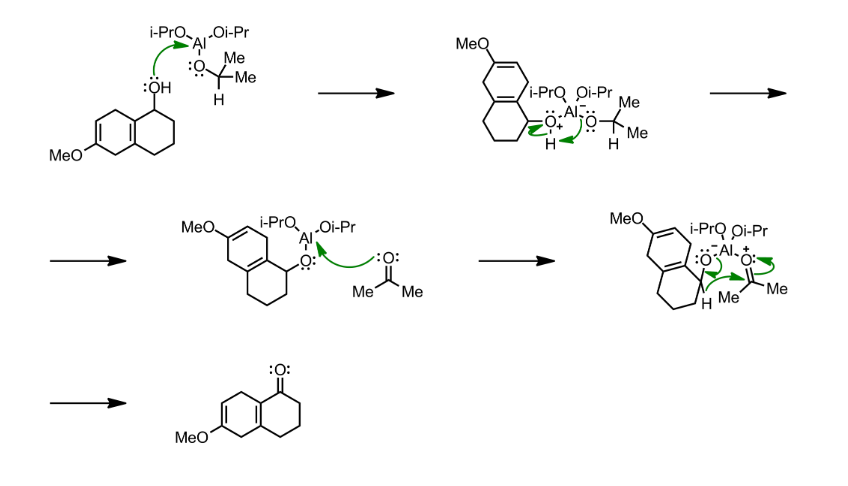 i-PrO Oi-Pr
Al
:O Me
Me
H
:OH
MeO
MeO
i-PrO Oi-Pr
Al−
O+ O Me
Me
H H
MeO
i-PrO Oi-Pr
Al
O:
:O:
Me Me
MeO
i-PrO Oi-Pr
−Al +
O O:
H Me Me
:O:
MeO